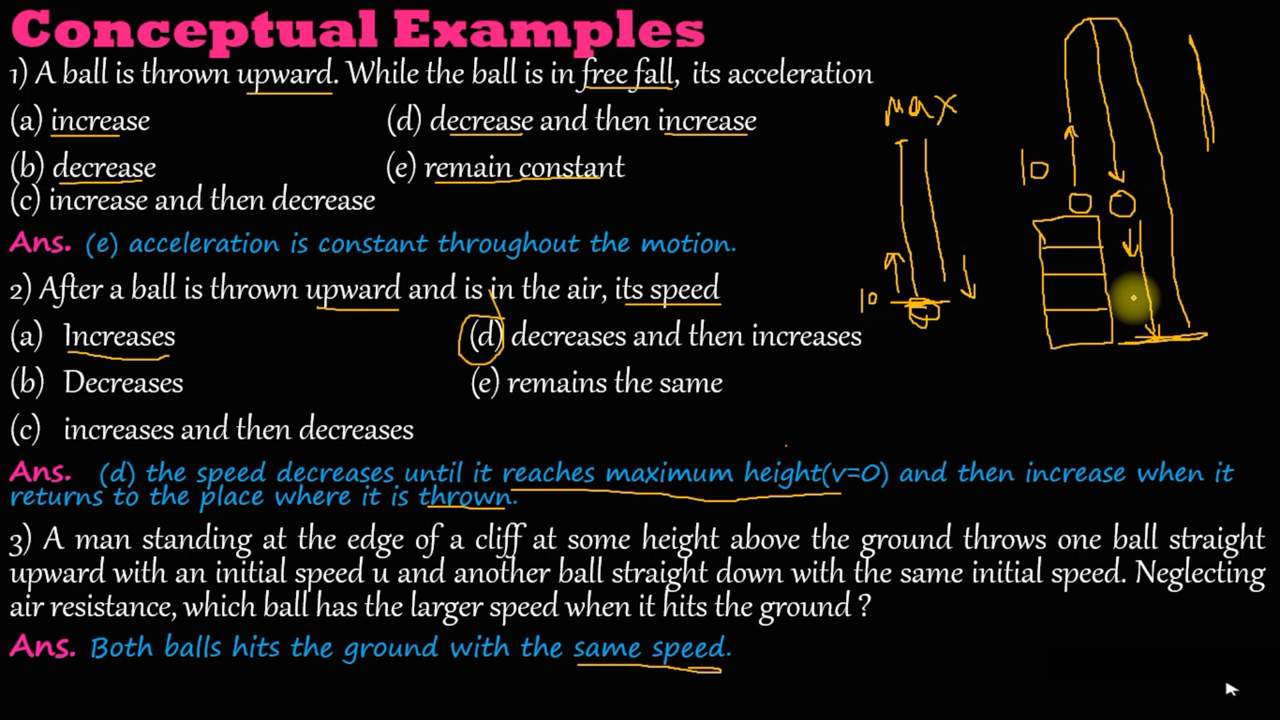 Conceptual Examples
1) A ball is thrown upward. While the ball is in free fall, its acceleration
(a) increase (d) decrease and then increase
(b) decrease (e) remain constant
(c) increase and then decrease
Ans. (e) acceleration is constant throughout the motion.
2) After a ball is thrown upward and is in the air, its speed
(a) Increases (d) decreases and then increases
(b) Decreases (e) remains the same
(c) increases and then decreases
Ans. (d) the speed decreases until it reaches maximum height(v=0) and then increase when it
returns to the place where it is thrown.
3) A man standing at the edge of a cliff at some height above the ground throws one ball straight
upward with an initial speed u and another ball straight down with the same initial speed. Neglecting
air resistance, which ball has the larger speed when it hits the ground ?
Ans. Both balls hits the ground with the same speed.
max
10
10